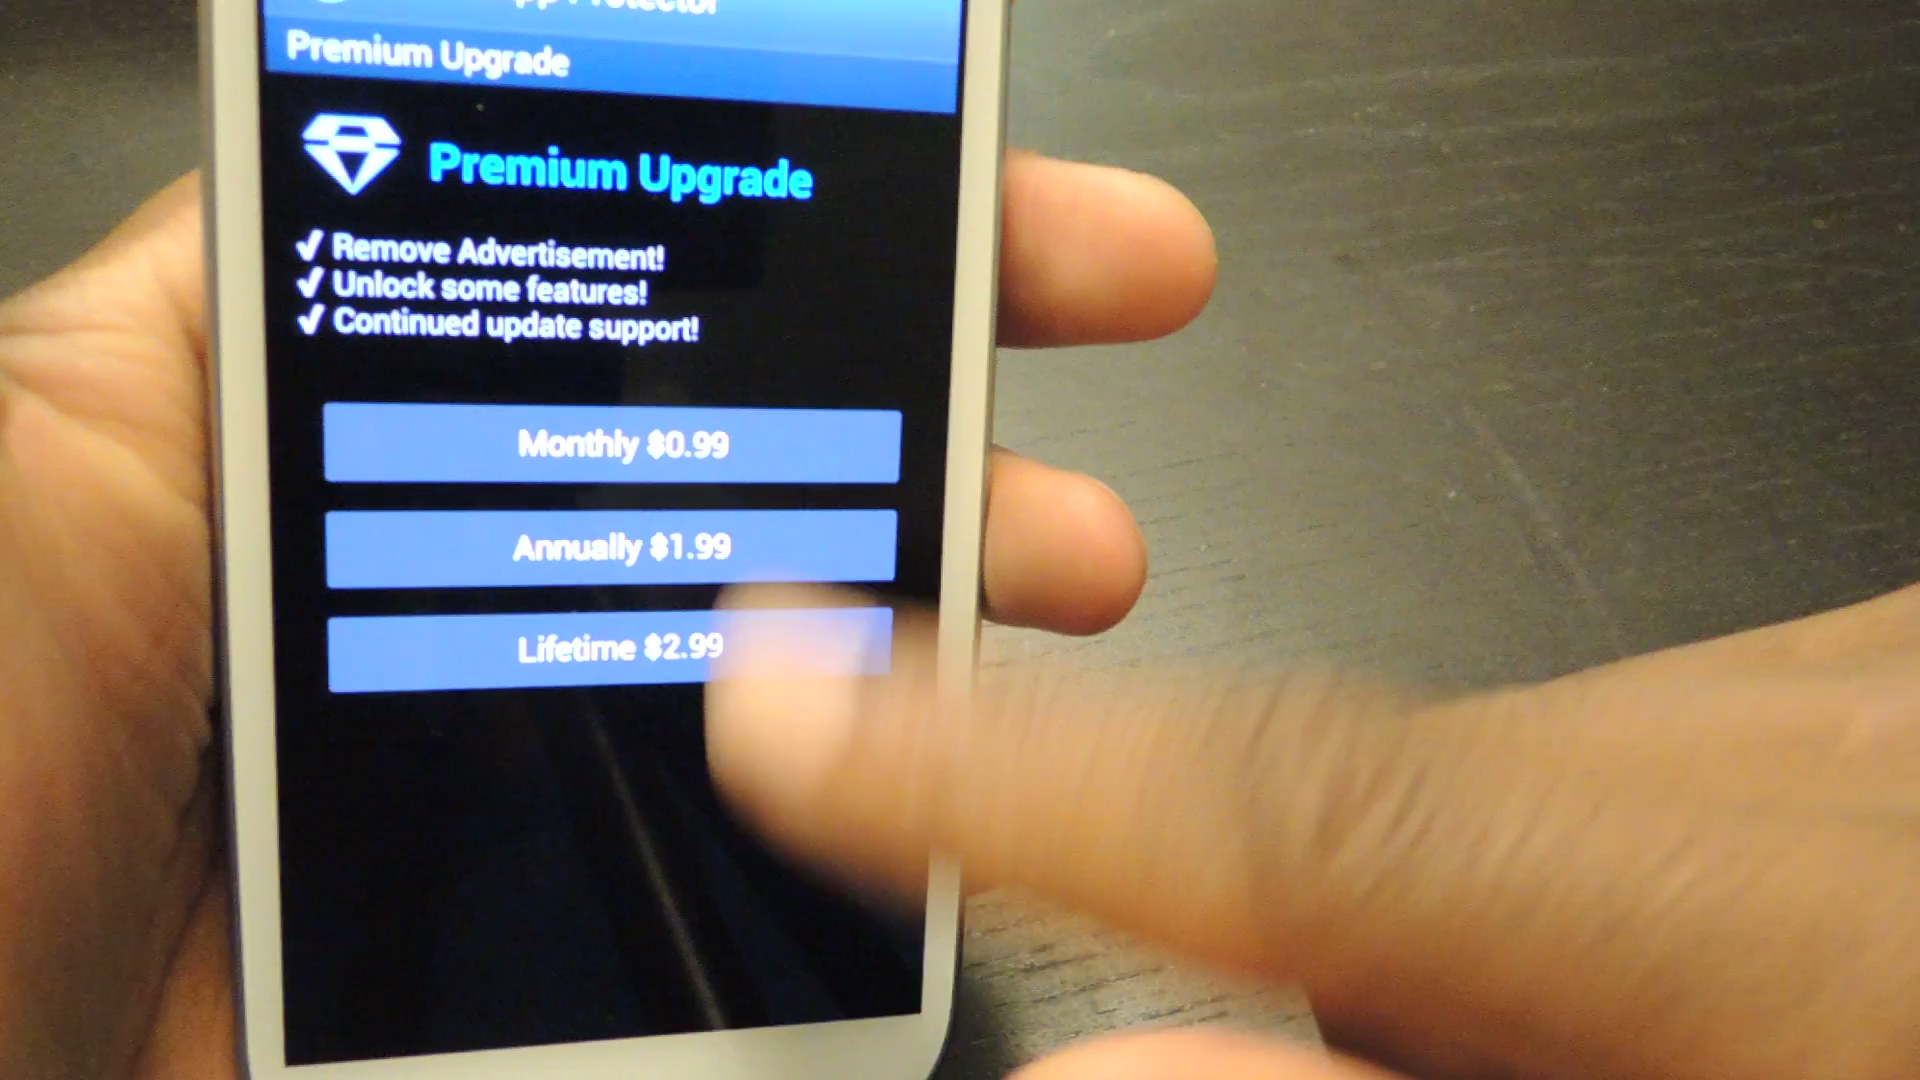 Protector
Premium Upgrade
Premium Upgrade
✓ Remove Advertisement!
✓ Unlock some features!
✓ Continued update support!
Monthly $0.99
Annually $1.99
Lifetime $2.99